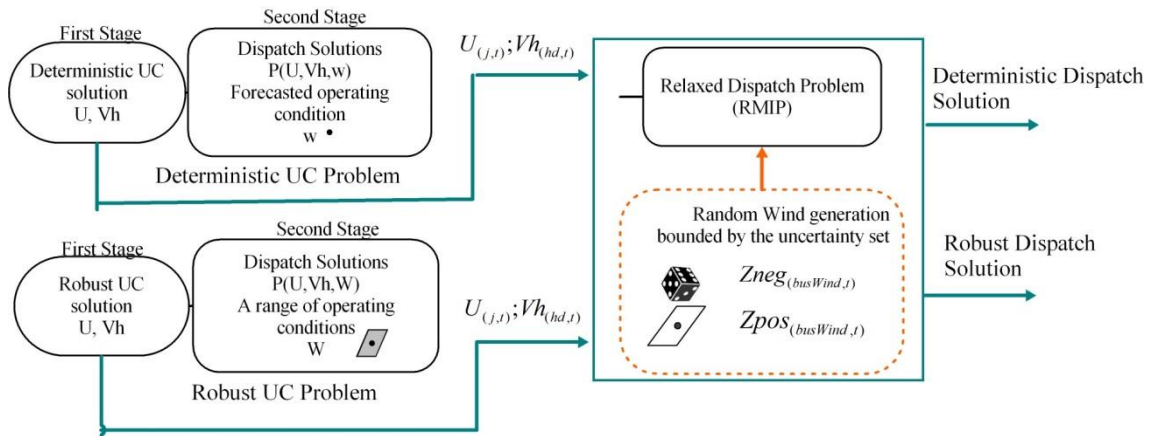 First Stage
Deterministic UC
solution
U, Vh
Second Stage
Dispatch Solutions
P(U,Vh,w)
Forecasted operating
condition
w
Deterministic UC Problem
U(j,t);Vh(hd,t)
First Stage
Robust UC
solution
U, Vh
Second Stage
Dispatch Solutions
P(U,Vh,W)
A range of operating
conditions
W
Robust UC Problem
U(j,t);Vh(hd,t)
Relaxed Dispatch Problem
(RMIP)
Random Wind generation
bounded by the uncertainty set
Zneg(busWind,t)
Zpos(busWind,t)
Deterministic Dispatch
Solution
Robust Dispatch
Solution